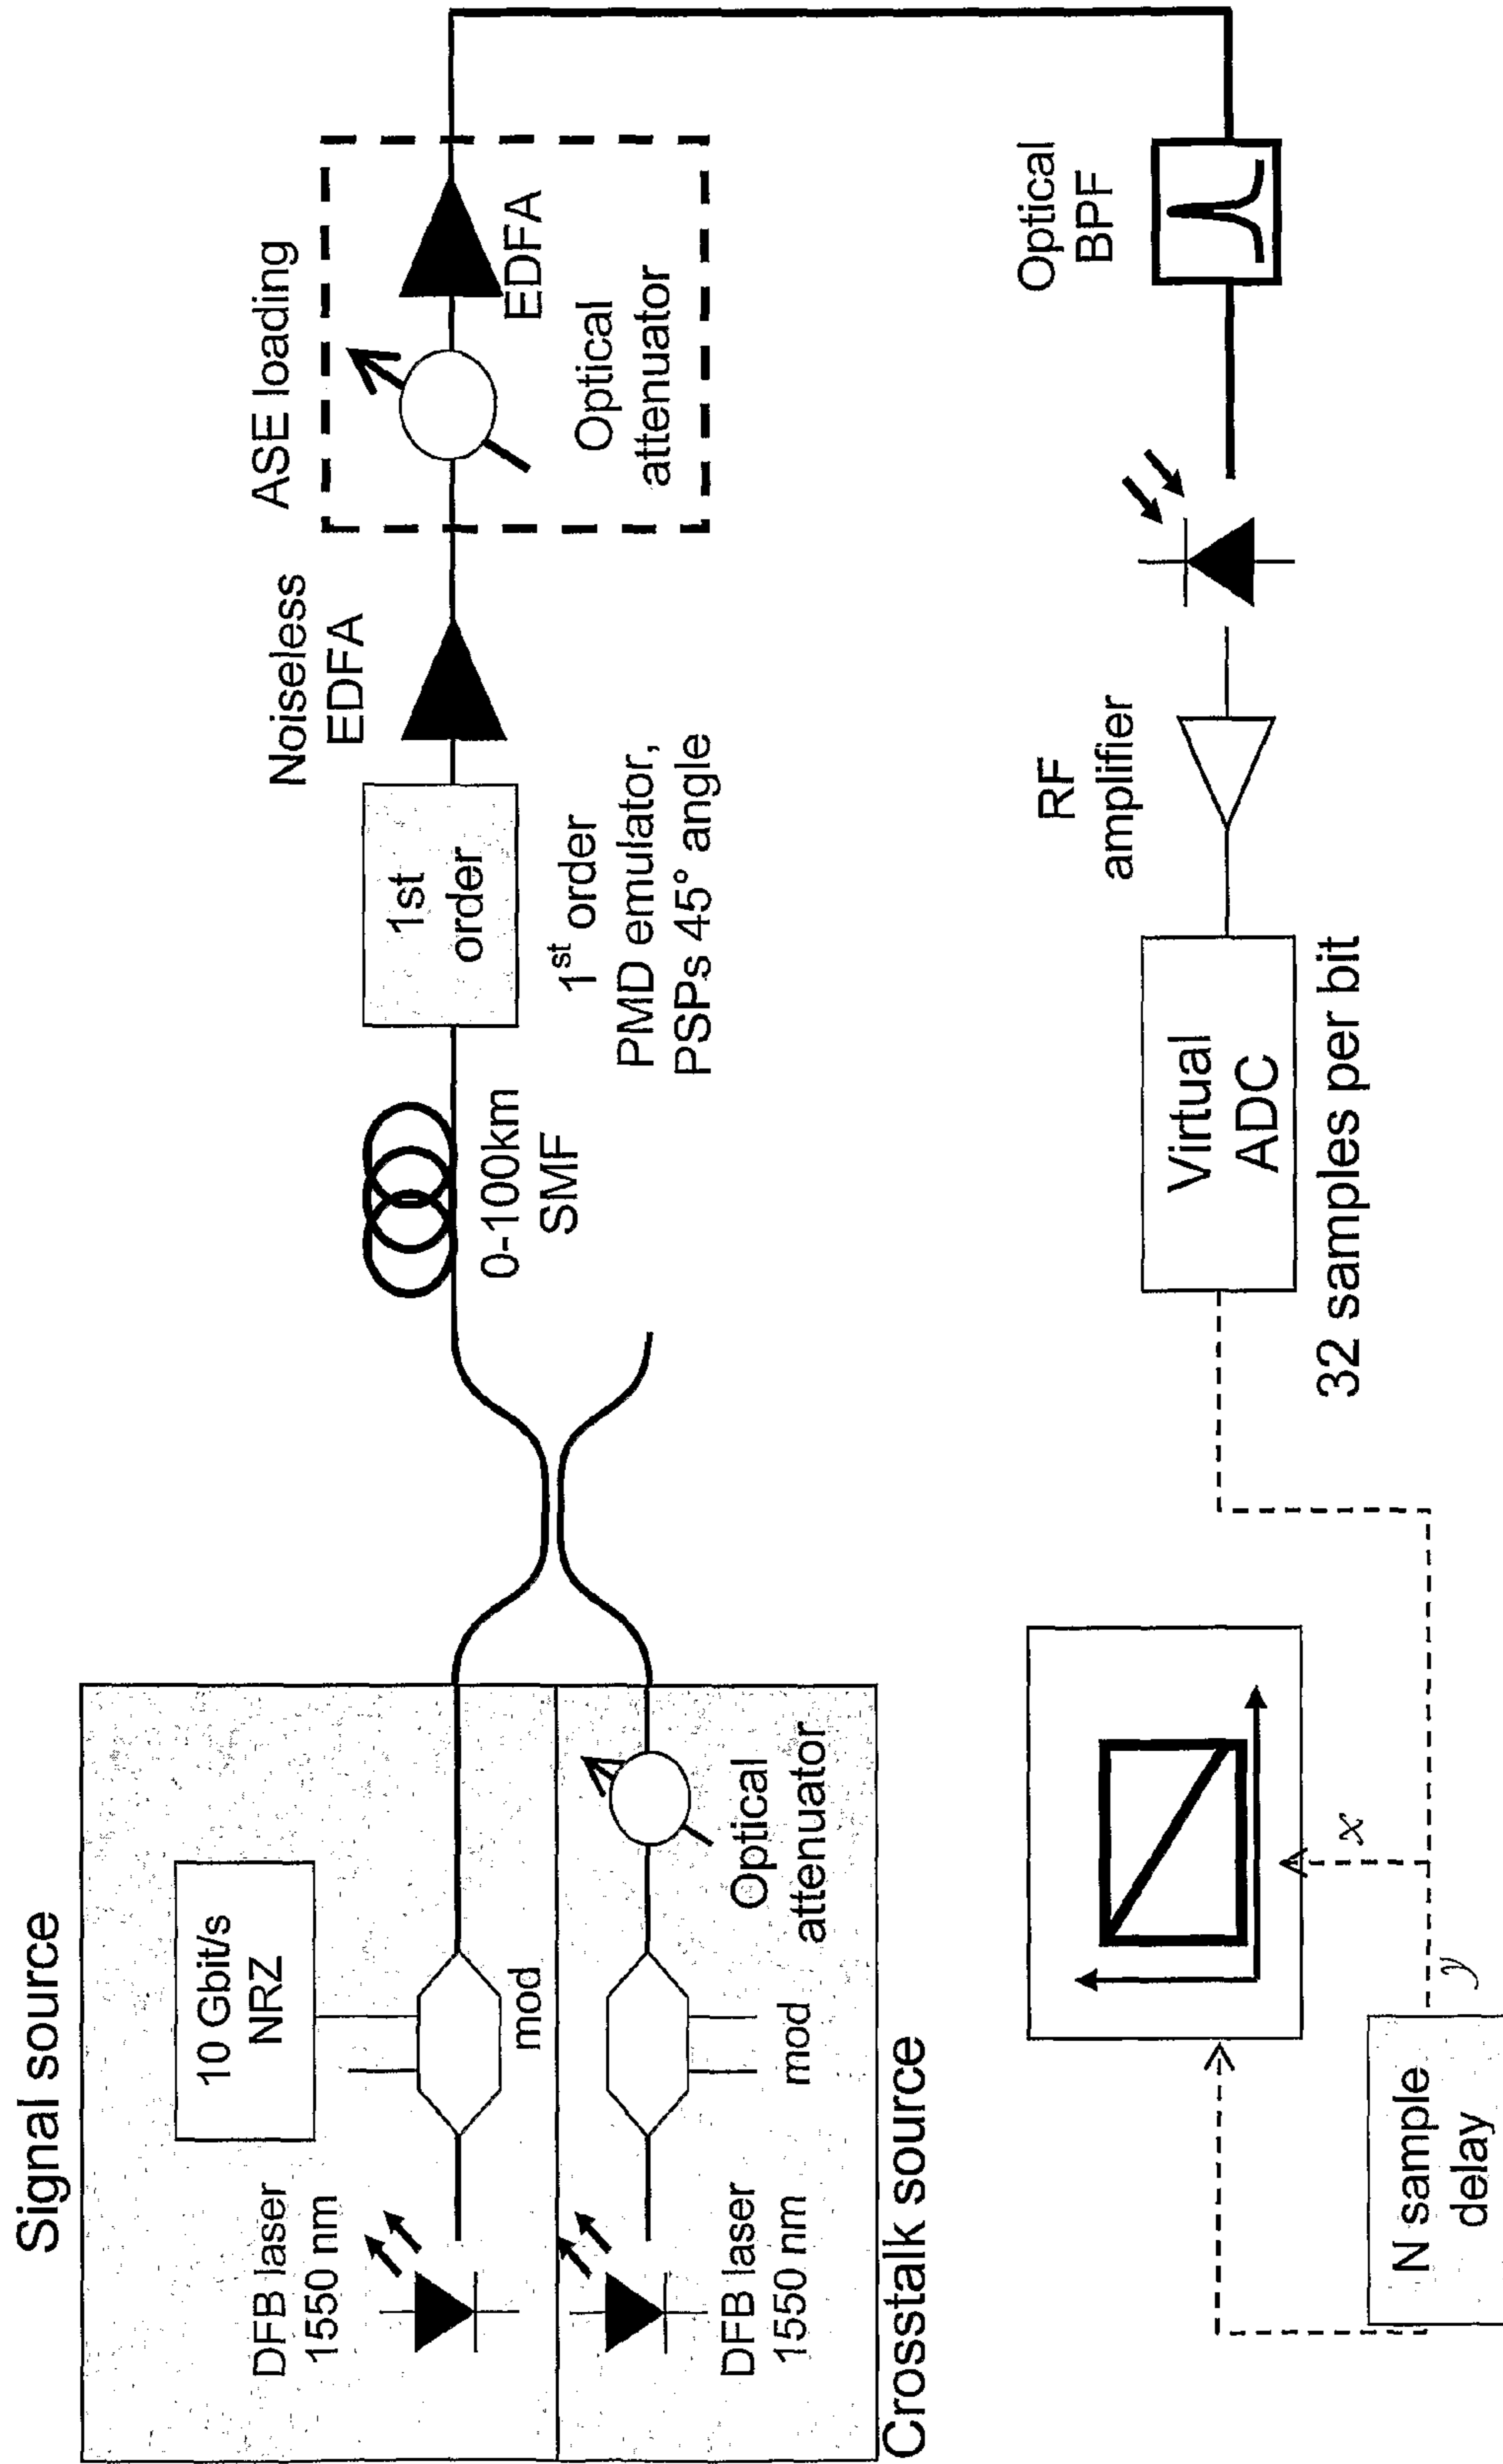 Signal source
10 Gbit/s
NRZ
DFB laser
1550 nm
mod
DFB laser
1550 nm
mod
Optical
attenuator
Crosstalk source
0-100km
SMF
1st
order
1st order
PMD emulator,
PSPs 45° angle
Noiseless
EDFA
ASE loading
EDFA
Optical
attenuator
Optical
BPF
RF
amplifier
Virtual
ADC
32 samples per bit
x
y
N sample
delay